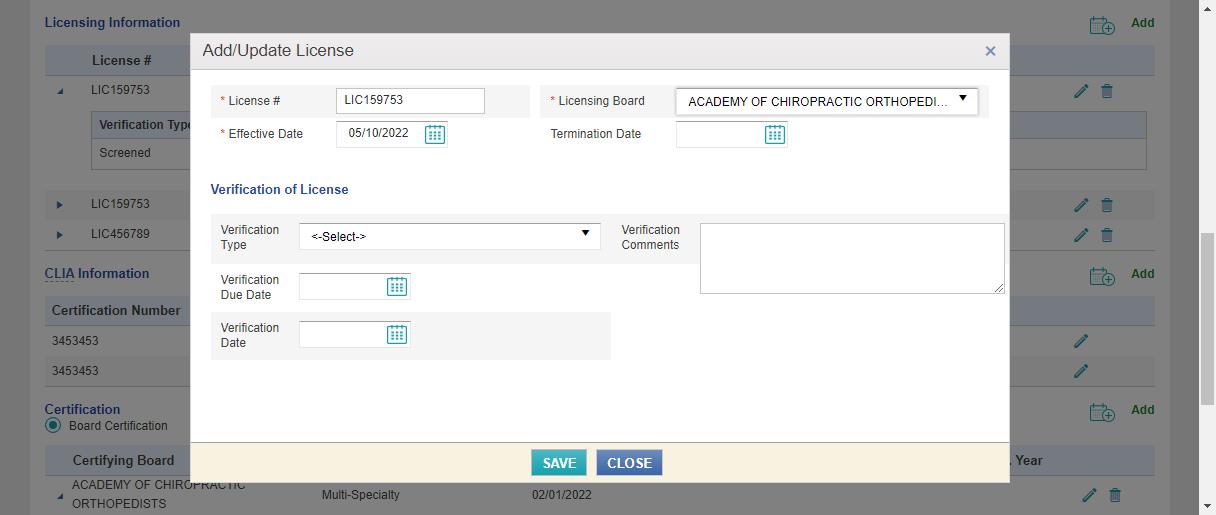 Licensing Information
Add
License #
LIC159753
Verification Type
Screened
LIC159753
LIC456789
CLIA Information
Add
Certification Number
3453453
3453453
Certification
Add
Board Certification
Certifying Board
. Year
ACADEMY OF CHIROPRACTIC
ORTHOPEDISTS
Multi-Specialty
02/01/2022
Add/Update License
×
* License #
LIC159753
* Licensing Board
ACADEMY OF CHIROPRACTIC ORTHOPEDI...
* Effective Date
05/10/2022
Termination Date
Verification of License
Verification
Type
<-Select->
Verification
Comments
Verification
Due Date
Verification
Date
SAVE
CLOSE